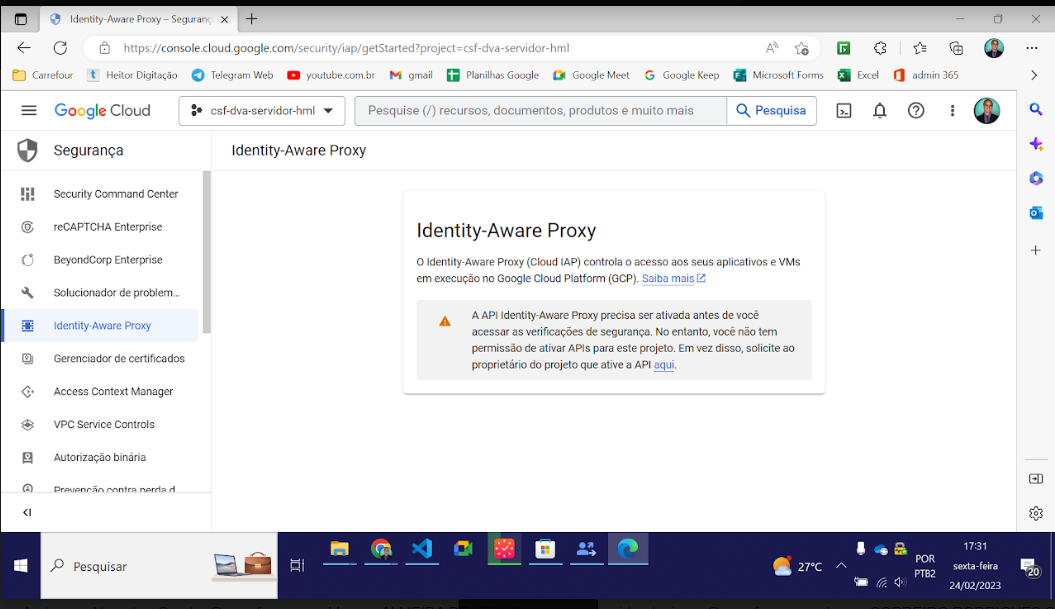 Identity-Aware Proxy – Seguranç
https://console.cloud.google.com/security/iap/getStarted?project=csf-dva-servidor-hml
Carrefour
Heitor Digitação
Telegram Web
youtube.com.br
gmail
Planilhas Google
Google Meet
Google Keep
Microsoft Forms
Excel
admin 365
Google Cloud
csf-dva-servidor-hml
Pesquise (/) recursos, documentos, produtos e muito mais
Pesquisa
Segurança
Identity-Aware Proxy
Security Command Center
reCAPTCHA Enterprise
BeyondCorp Enterprise
Solucionador de problem...
Identity-Aware Proxy
Gerenciador de certificados
Access Context Manager
VPC Service Controls
Autorização binária
Prevenção contra perda d
Identity-Aware Proxy
O Identity-Aware Proxy (Cloud IAP) controla o acesso aos seus aplicativos e VMs
em execução no Google Cloud Platform (GCP). Saiba mais
A API Identity-Aware Proxy precisa ser ativada antes de você
acessar as verificações de segurança. No entanto, você não tem
permissão de ativar APIs para este projeto. Em vez disso, solicite ao
proprietário do projeto que ative a API aqui.
Pesquisar
27°C
POR
PTB2
17:31
sexta-feira
24/02/2023
20